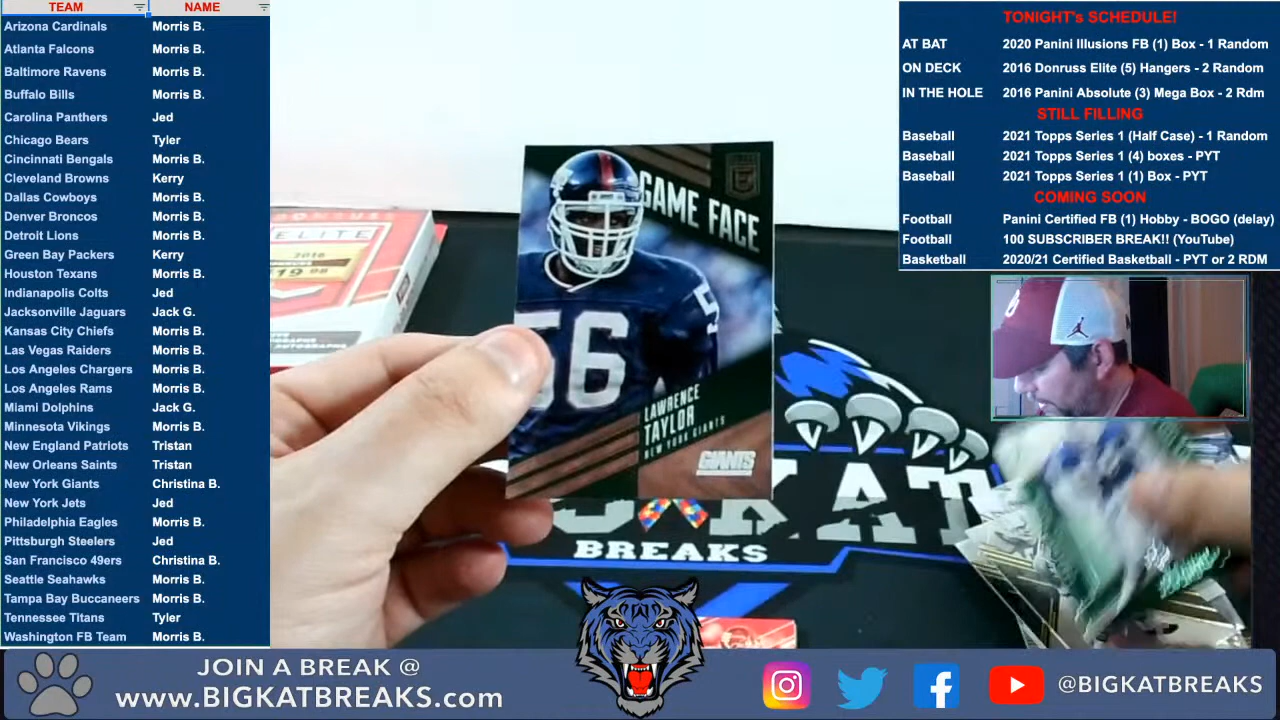 TEAM NAME
Arizona Cardinals Morris B.
Atlanta Falcons Morris B.
Baltimore Ravens Morris B.
Buffalo Bills Morris B.
Carolina Panthers Jed
Chicago Bears Tyler
Cincinnati Bengals Morris B.
Cleveland Browns Kerry
Dallas Cowboys Morris B.
Denver Broncos Morris B.
Detroit Lions Morris B.
Green Bay Packers Kerry
Houston Texans Morris B.
Indianapolis Colts Jed
Jacksonville Jaguars Jack G.
Kansas City Chiefs Morris B.
Las Vegas Raiders Morris B.
Los Angeles Chargers Morris B.
Los Angeles Rams Morris B.
Miami Dolphins Jack G.
Minnesota Vikings Morris B.
New England Patriots Tristan
New Orleans Saints Tristan
New York Giants Christina B.
New York Jets Jed
Philadelphia Eagles Morris B.
Pittsburgh Steelers Jed
San Francisco 49ers Christina B.
Seattle Seahawks Morris B.
Tampa Bay Buccaneers Morris B.
Tennessee Titans Tyler
Washington FB Team Morris B.
TONIGHT's SCHEDULE!
AT BAT 2020 Panini Illusions FB (1) Box - 1 Random
ON DECK 2016 Donruss Elite (5) Hangers - 2 Random
IN THE HOLE 2016 Panini Absolute (3) Mega Box - 2 Rdm
STILL FILLING
Baseball 2021 Topps Series 1 (Half Case) - 1 Random
Baseball 2021 Topps Series 1 (4) boxes - PYT
Baseball 2021 Topps Series 1 (1) Box - PYT
COMING SOON
Football Panini Certified FB (1) Hobby - BOGO (delay)
Football 100 SUBSCRIBER BREAK!! (YouTube)
Basketball 2020/21 Certified Basketball - PYT or 2 RDM
GAME FACE
56
LAWRENCE
TAYLOR
NEW YORK GIANTS
GIANTS
ELITE
2016
BREAKS
JOIN A BREAK @
www.BIGKATBREAKS.com
@BIGKATBREAKS